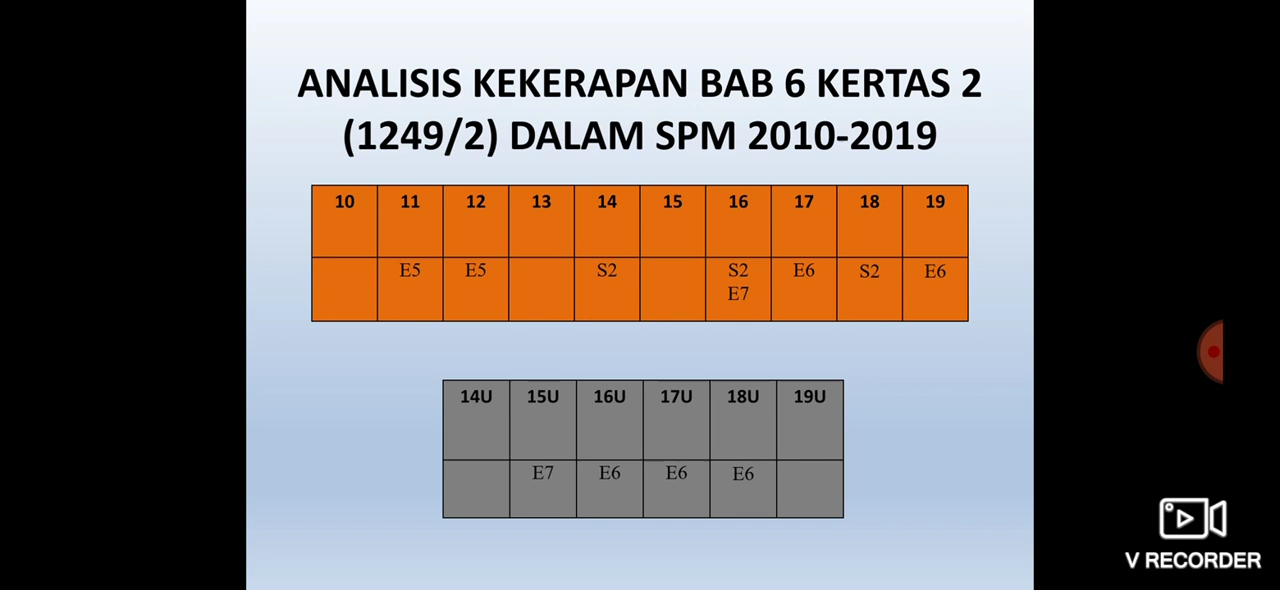 ANALISIS KEKERAPAN BAB 6 KERTAS 2
(1249/2) DALAM SPM 2010-2019
10 11 12 13 14 15 16 17 18 19
E5 E5 S2 S2 E6 S2 E6
E7
14U 15U 16U 17U 18U 19U
E7 E6 E6 E6
V RECORDER